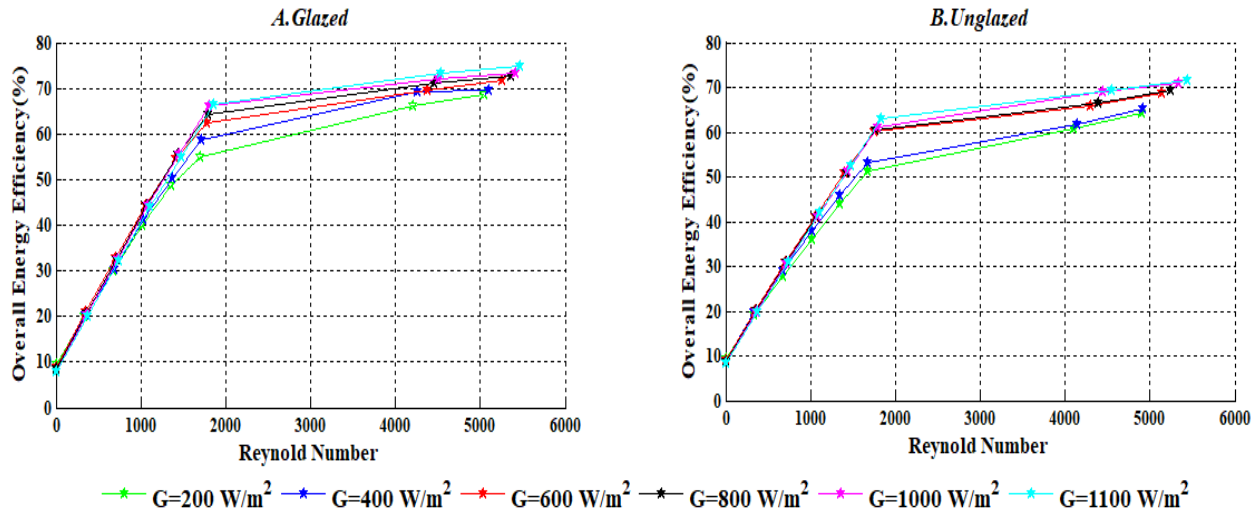 A.Glazed
Overall Energy Efficiency(%)
80
70
60
50
40
30
20
10
0
0 1000 2000 3000 4000 5000 6000
Reynold Number
B.Unglazed
Overall Energy Efficiency(%)
80
70
60
50
40
30
20
10
0
0 1000 2000 3000 4000 5000 6000
Reynold Number
G=200 W/m² G=400 W/m² G=600 W/m² G=800 W/m² G=1000 W/m² G=1100 W/m²